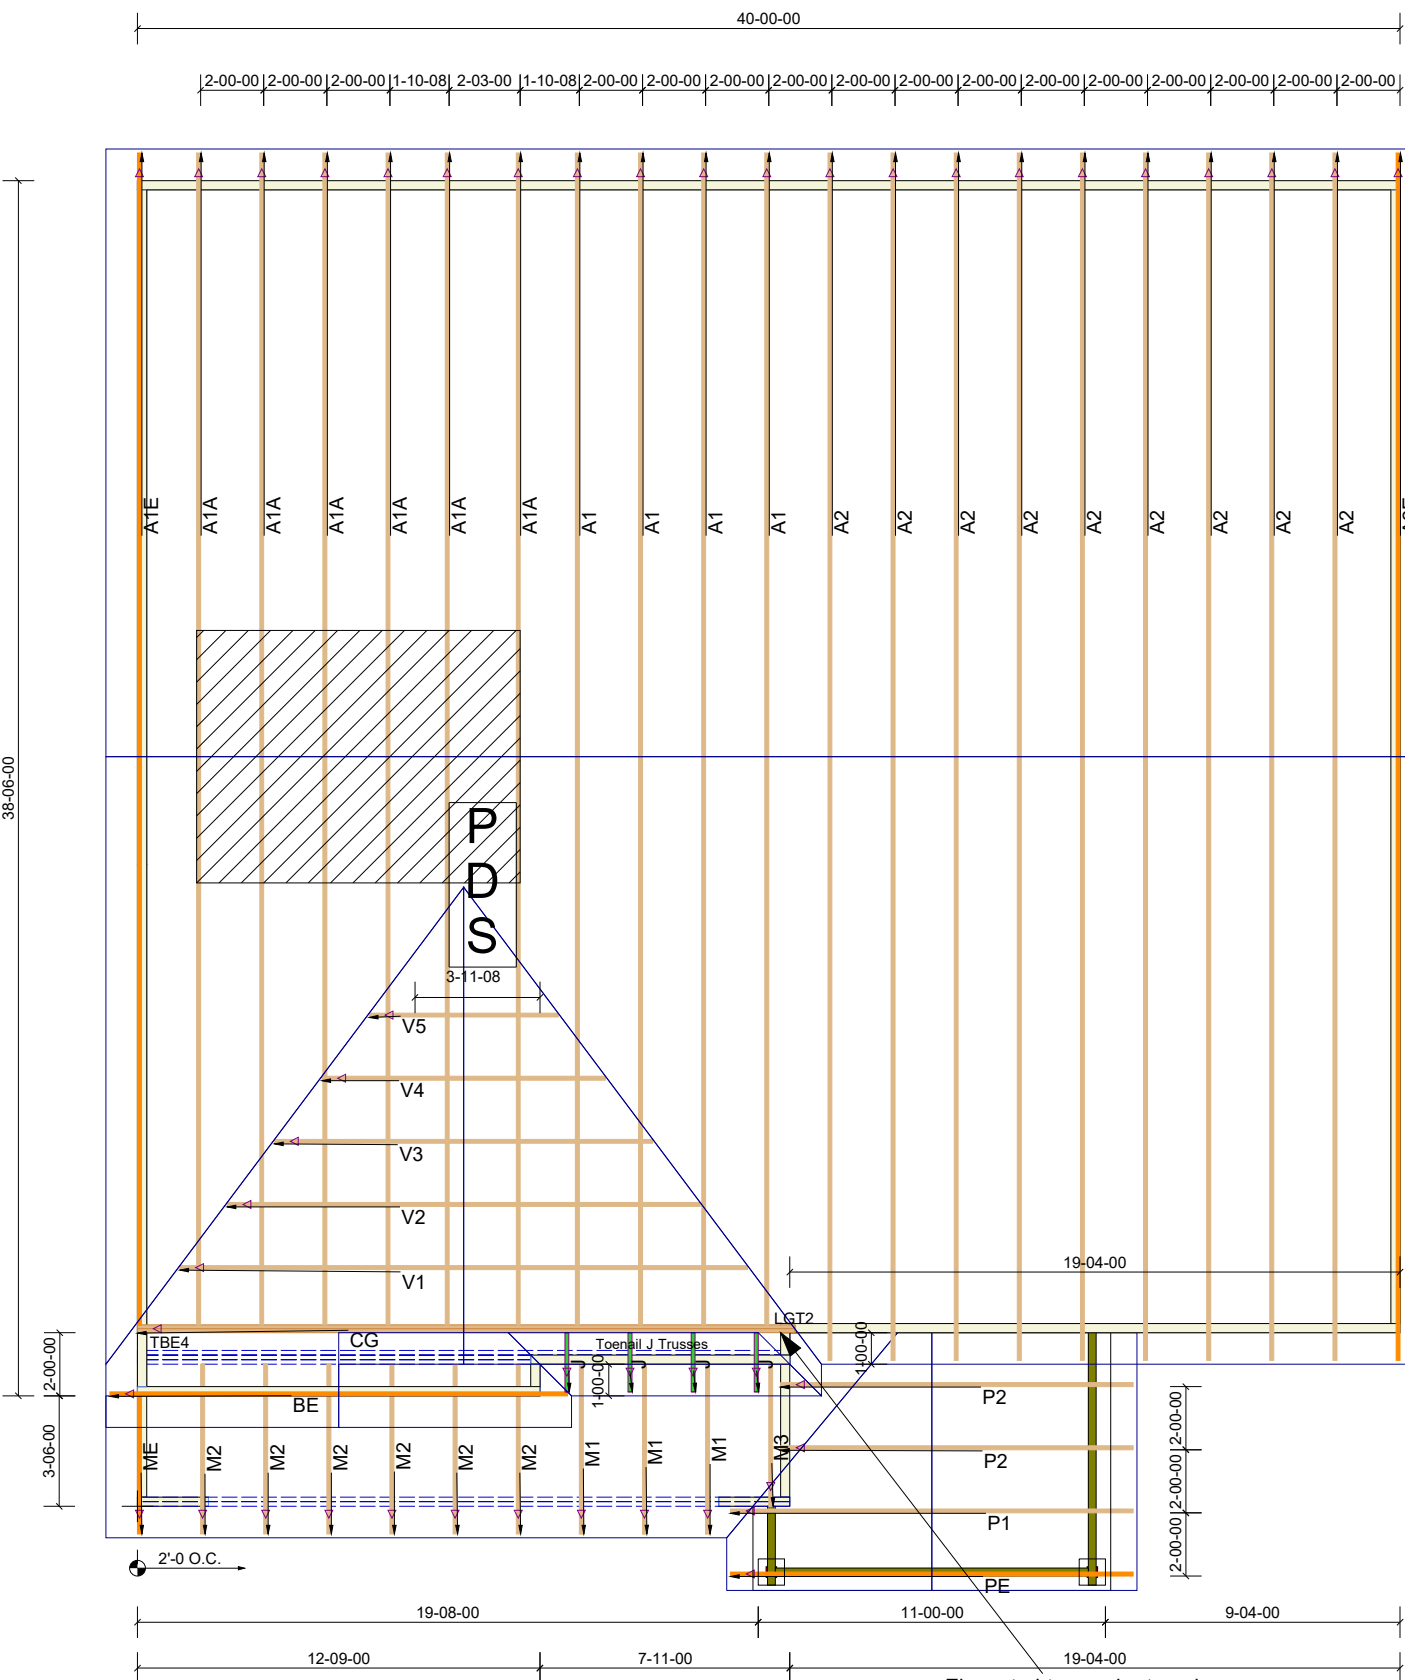 40-00-00
2-00-00 2-00-00 2-00-00 1-10-08 2-03-00 1-10-08 2-00-00 2-00-00 2-00-00 2-00-00 2-00-00 2-00-00 2-00-00 2-00-00 2-00-00 2-00-00 2-00-00 2-00-00 2-00-00
A1E A1A A1A A1A A1A A1A A1A A1 A1 A1 A1 A2 A2 A2 A2 A2 A2 A2 A2 A2
38-06-00
P
D
S
3-11-08
V5
V4
V3
V2
V1
19-04-00
LGT2
TBE4
CG
Toenail J Trusses
1-00-00
1-00-00
2-00-00
BE
P2
2-00-00
3-06-00
ME M2 M2 M2 M2 M2 M2 M1 M1 M1 M3
P2
2-00-00
P1
2-00-00
2'-0 O.C.
PE
19-08-00
11-00-00
9-04-00
12-09-00
7-11-00
19-04-00